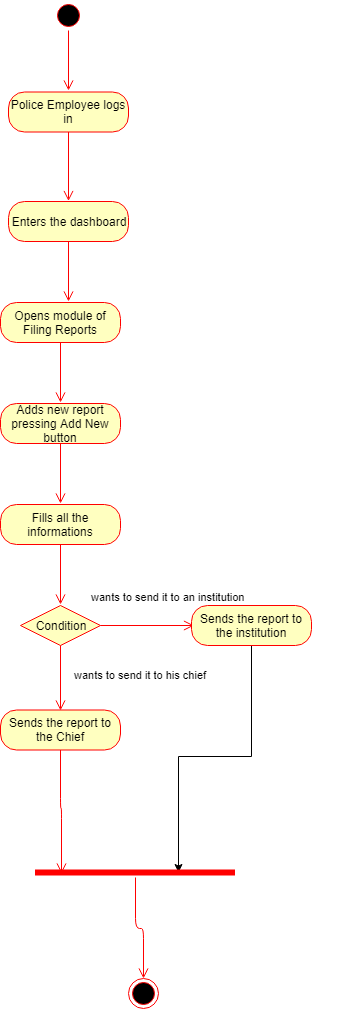 Police Employee logs
in
Enters the dashboard
Opens module of
Filing Reports
Adds new report
pressing Add New
button
Fills all the
informations
wants to send it to an institution
Condition
Sends the report to
the institution
wants to send it to his chief
Sends the report to
the Chief